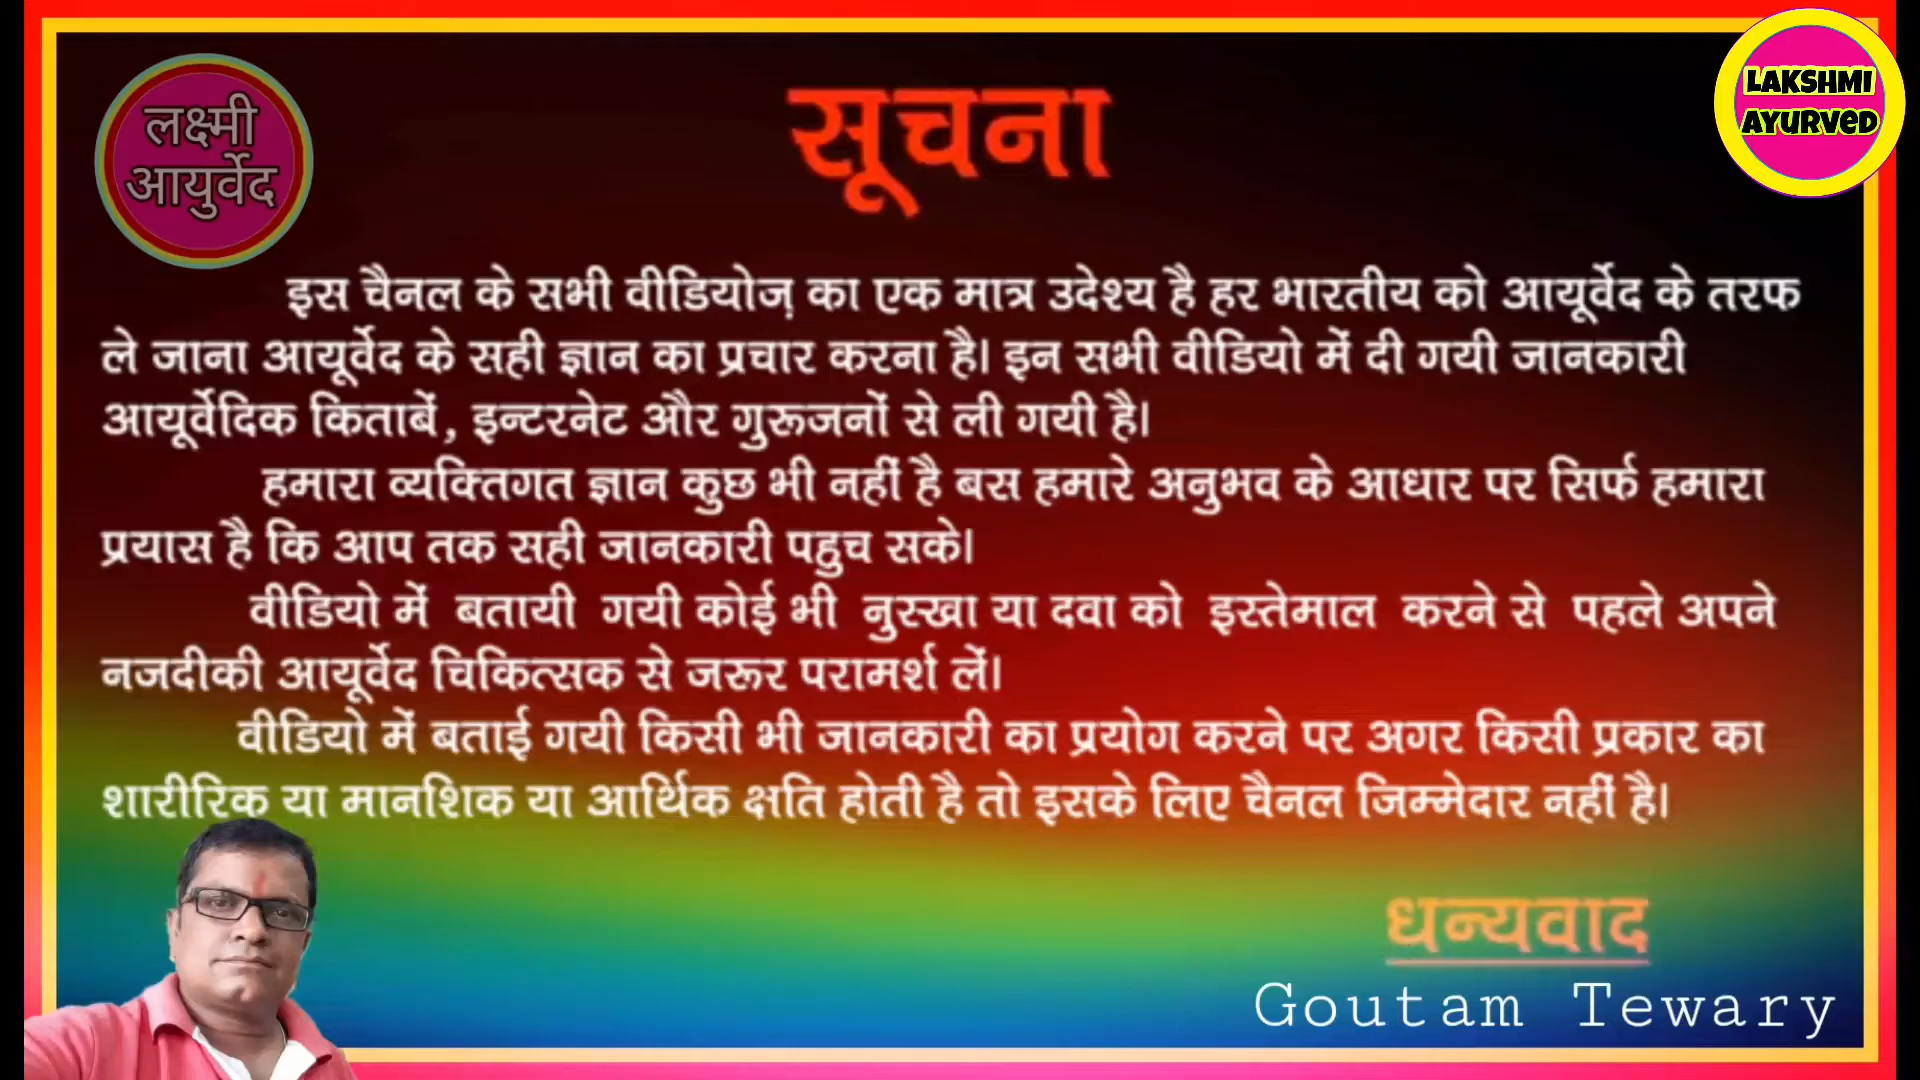 लक्ष्मी
आयुर्वेद
LAKSHMI
AYURVED
सूचना
इस चैनल के सभी वीडियोज़ का एक मात्र उदेश्य है हर भारतीय को आयूर्वेद के तरफ
ले जाना आयूर्वेद के सही ज्ञान का प्रचार करना है। इन सभी वीडियो में दी गयी जानकारी
आयूर्वेदिक किताबें, इन्टरनेट और गुरूजनों से ली गयी है।
हमारा व्यक्तिगत ज्ञान कुछ भी नहीं है बस हमारे अनुभव के आधार पर सिर्फ हमारा
प्रयास है कि आप तक सही जानकारी पहुच सके।
वीडियो में बतायी गयी कोई भी नुस्खा या दवा को इस्तेमाल करने से पहले अपने
नजदीकी आयूर्वेद चिकित्सक से जरूर परामर्श लें।
वीडियो में बताई गयी किसी भी जानकारी का प्रयोग करने पर अगर किसी प्रकार का
शारीरिक या मानशिक या आर्थिक क्षति होती है तो इसके लिए चैनल जिम्मेदार नहीं है।
धन्यवाद
Goutam Tewary